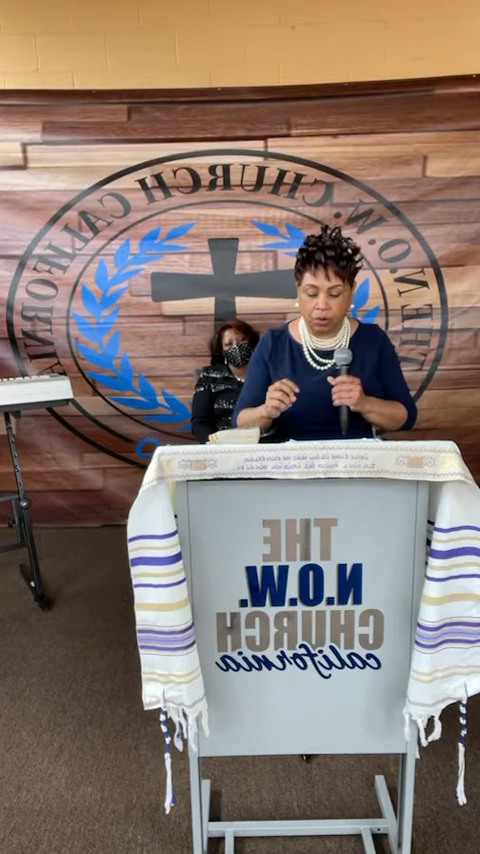 THE N.O.W. CHURCH CALIFORNIA
THE
N.O.W.
CHURCH
california